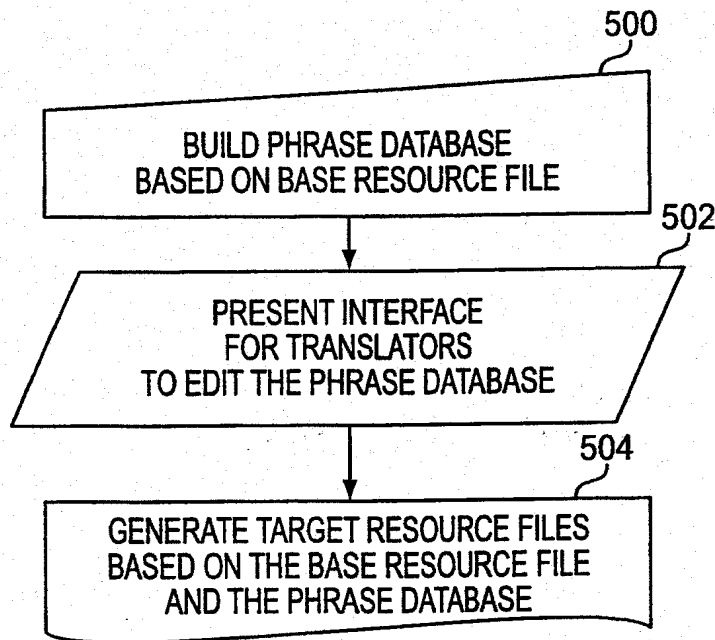 500
BUILD PHRASE DATABASE
BASED ON BASE RESOURCE FILE
502
PRESENT INTERFACE
FOR TRANSLATORS
TO EDIT THE PHRASE DATABASE
504
GENERATE TARGET RESOURCE FILES
BASED ON THE BASE RESOURCE FILE
AND THE PHRASE DATABASE